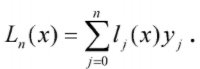 $L_n(x) = \sum_{j=0}^{n} l_j(x) y_j .$